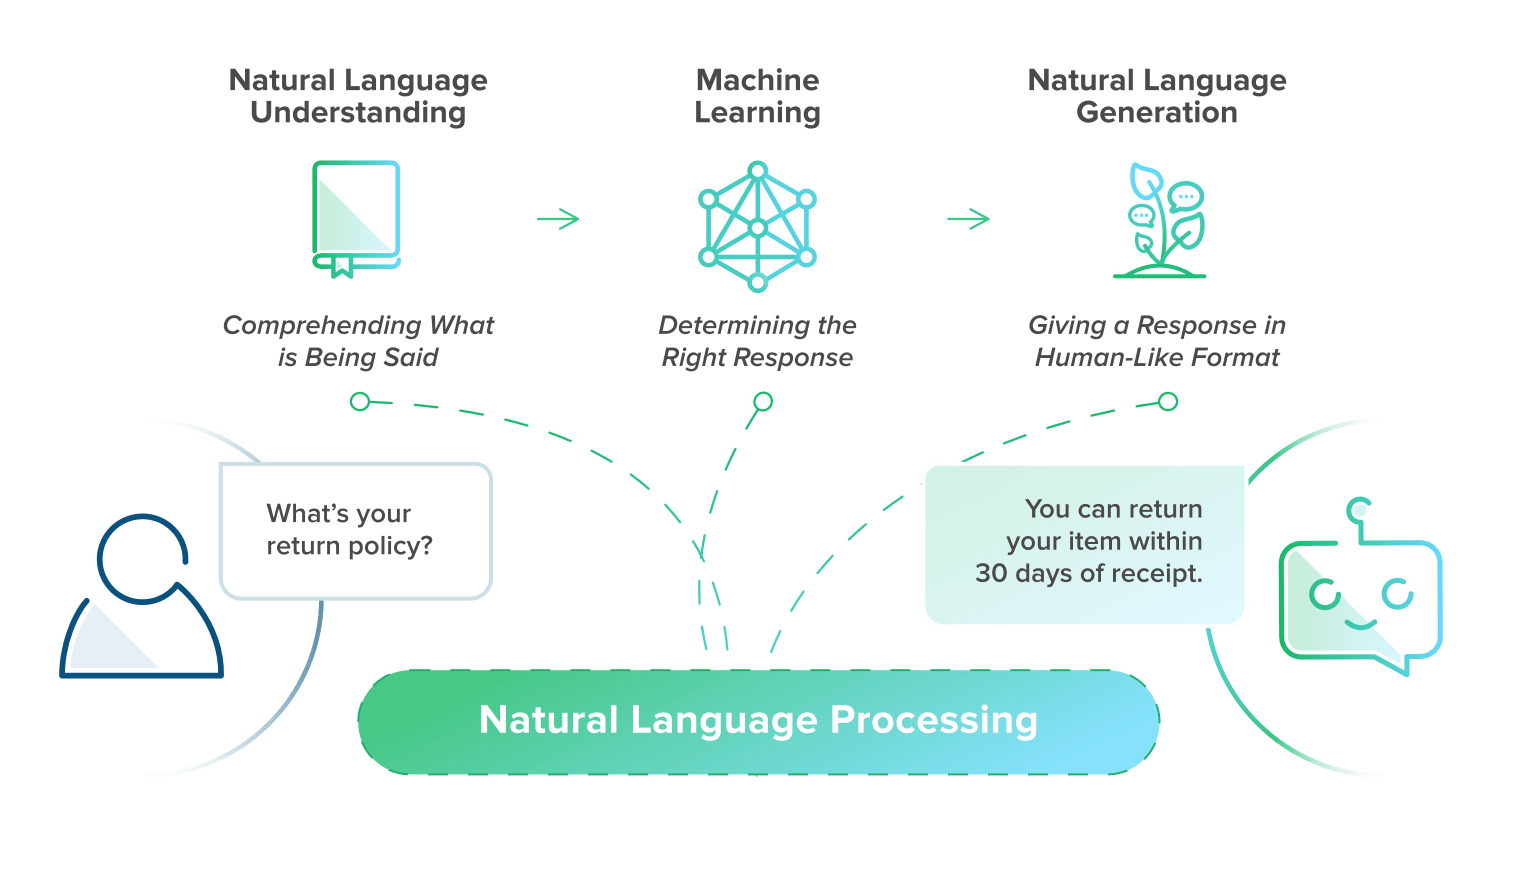 Natural Language
Understanding
Machine
Learning
Natural Language
Generation
Comprehending What
is Being Said
Determining the
Right Response
Giving a Response in
Human-Like Format
What’s your
return policy?
You can return
your item within
30 days of receipt.
Natural Language Processing